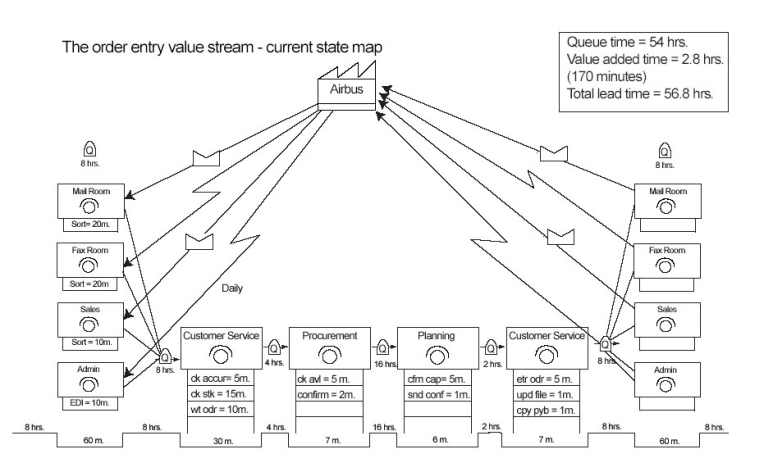 The order entry value stream - current state map
Queue time = 54 hrs.
Value added time = 2.8 hrs.
(170 minutes)
Total lead time = 56.8 hrs.
Airbus
Q
8 hrs.
Q
8 hrs.
Mail Room
Sort= 20m.
Mail Room
Fax Room
Sort = 20m
Fax Room
Daily
Sales
Sort = 10m.
Sales
Admin
EDI = 10m.
Admin
Q
8 hrs.
Customer Service
ck accur= 5m.
ck stk = 15m.
wt odr = 10m.
Q
4 hrs.
Procurement
ck avl = 5 m.
confirm = 2m.
Q
16 hrs.
Planning
cfm cap= 5m.
snd conf = 1m.
Q
2 hrs.
Customer Service
etr odr = 5 m.
upd file = 1m.
cpy pyb = 1m.
Q
8 hrs.
8 hrs.
60 m.
8 hrs.
30 m.
4 hrs.
7 m.
16 hrs.
6 m.
2 hrs.
7 m.
8 hrs.
60 m.
8 hrs.